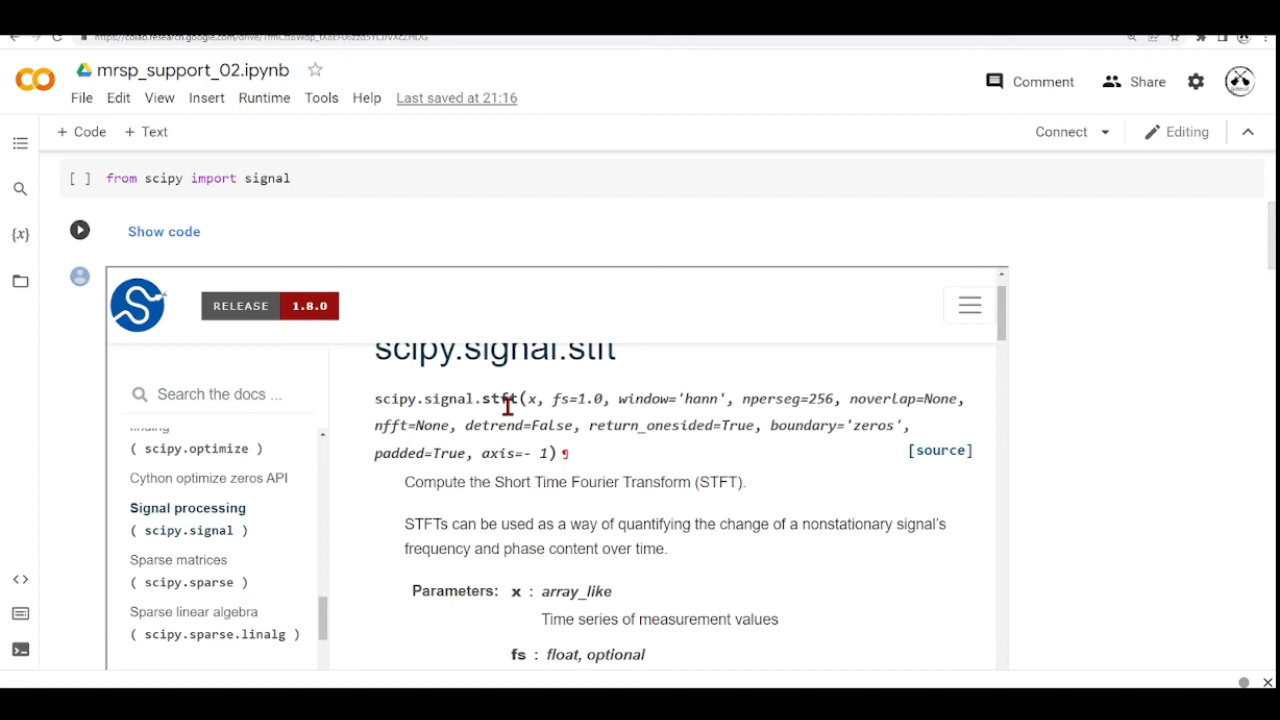 mrsp_support_02.ipynb
Comment
Share
File Edit View Insert Runtime Tools Help Last saved at 21:16
+ Code + Text
Connect
Editing
[ ] from scipy import signal
Show code
RELEASE 1.8.0
scipy.signal.stft
Search the docs ...
scipy.signal.stft(x, fs=1.0, window='hann', nperseg=256, noverlap=None,
nfft=None, detrend=False, return_onesided=True, boundary='zeros',
padded=True, axis=- 1)¶
[source]
( scipy.optimize )
Cython optimize zeros API
Signal processing
( scipy.signal )
Sparse matrices
( scipy.sparse )
Sparse linear algebra
( scipy.sparse.linalg )
Compute the Short Time Fourier Transform (STFT).
STFTs can be used as a way of quantifying the change of a nonstationary signal's
frequency and phase content over time.
Parameters: x : array_like
Time series of measurement values
fs : float, optional